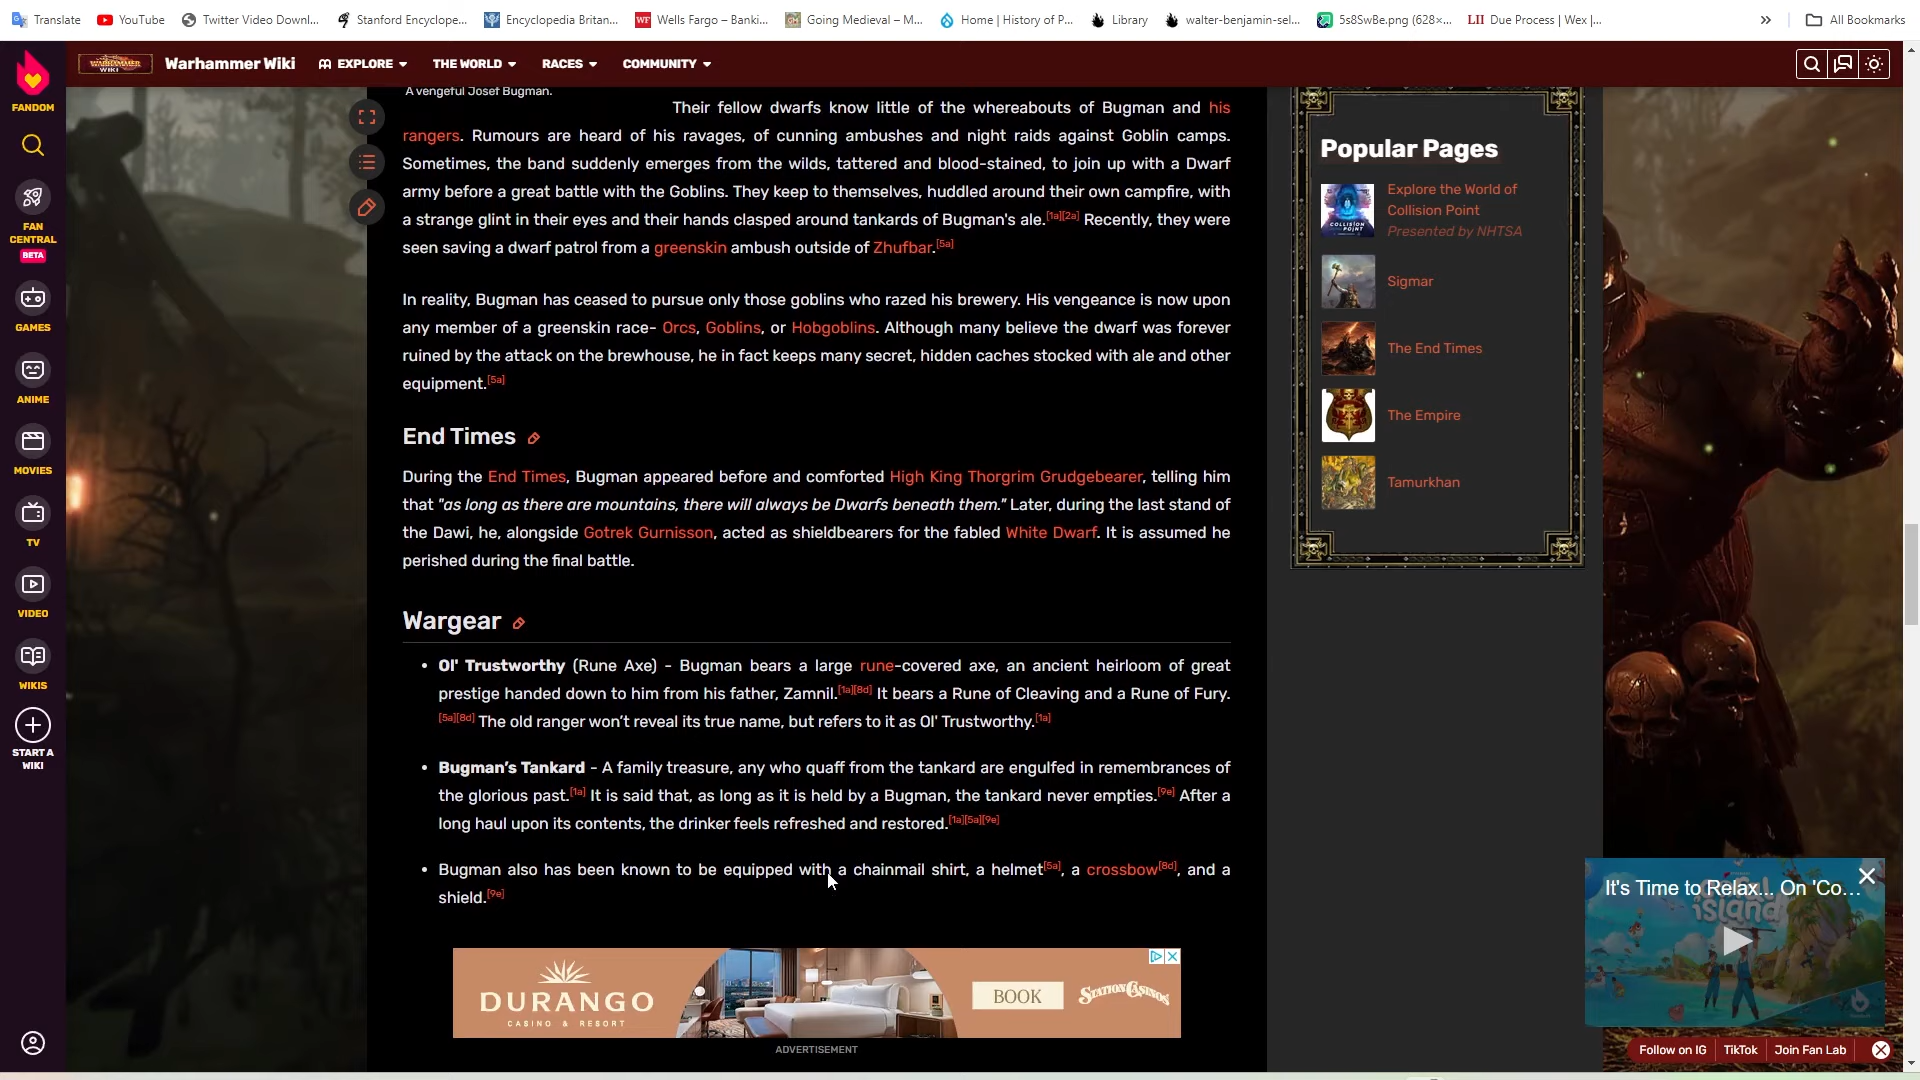 Translate
YouTube
Twitter Video Downl...
Stanford Encyclope...
Encyclopedia Britan...
Wells Fargo – Banki...
Going Medieval – M...
Home | History of P...
Library
walter-benjamin-sel...
5s8SwBe.png (628×...
Due Process | Wex |...
»
All Bookmarks
WARHAMMER WIKI
Warhammer Wiki
EXPLORE
THE WORLD
RACES
COMMUNITY
FANDOM
FAN
CENTRAL
BETA
GAMES
ANIME
MOVIES
TV
VIDEO
WIKIS
START A
WIKI
A vengeful Josef Bugman.
Their fellow dwarfs know little of the whereabouts of Bugman and his
rangers. Rumours are heard of his ravages, of cunning ambushes and night raids against Goblin camps.
Sometimes, the band suddenly emerges from the wilds, tattered and blood-stained, to join up with a Dwarf
army before a great battle with the Goblins. They keep to themselves, huddled around their own campfire, with
a strange glint in their eyes and their hands clasped around tankards of Bugman's ale.[1a][2a] Recently, they were
seen saving a dwarf patrol from a greenskin ambush outside of Zhufbar.[5a]
In reality, Bugman has ceased to pursue only those goblins who razed his brewery. His vengeance is now upon
any member of a greenskin race- Orcs, Goblins, or Hobgoblins. Although many believe the dwarf was forever
ruined by the attack on the brewhouse, he in fact keeps many secret, hidden caches stocked with ale and other
equipment.[5a]
End Times
During the End Times, Bugman appeared before and comforted High King Thorgrim Grudgebearer, telling him
that "as long as there are mountains, there will always be Dwarfs beneath them." Later, during the last stand of
the Dawi, he, alongside Gotrek Gurnisson, acted as shieldbearers for the fabled White Dwarf. It is assumed he
perished during the final battle.
Wargear
• Ol' Trustworthy (Rune Axe) - Bugman bears a large rune-covered axe, an ancient heirloom of great
prestige handed down to him from his father, Zamnil.[1a][8d] It bears a Rune of Cleaving and a Rune of Fury.
[5a][8d] The old ranger won't reveal its true name, but refers to it as Ol' Trustworthy.[1a]
• Bugman's Tankard - A family treasure, any who quaff from the tankard are engulfed in remembrances of
the glorious past.[1a] It is said that, as long as it is held by a Bugman, the tankard never empties.[9e] After a
long haul upon its contents, the drinker feels refreshed and restored.[1a][5a][9e]
• Bugman also has been known to be equipped with a chainmail shirt, a helmet[5a], a crossbow[8d], and a
shield.[9e]
DURANGO
CASINO & RESORT
BOOK
STATION CASINOS
ADVERTISEMENT
Popular Pages
COLLISION
POINT
Explore the World of
Collision Point
Presented by NHTSA
Sigmar
The End Times
The Empire
Tamurkhan
It's Time to Relax... On 'Co...
Coral
island
Follow on IG
TikTok
Join Fan Lab